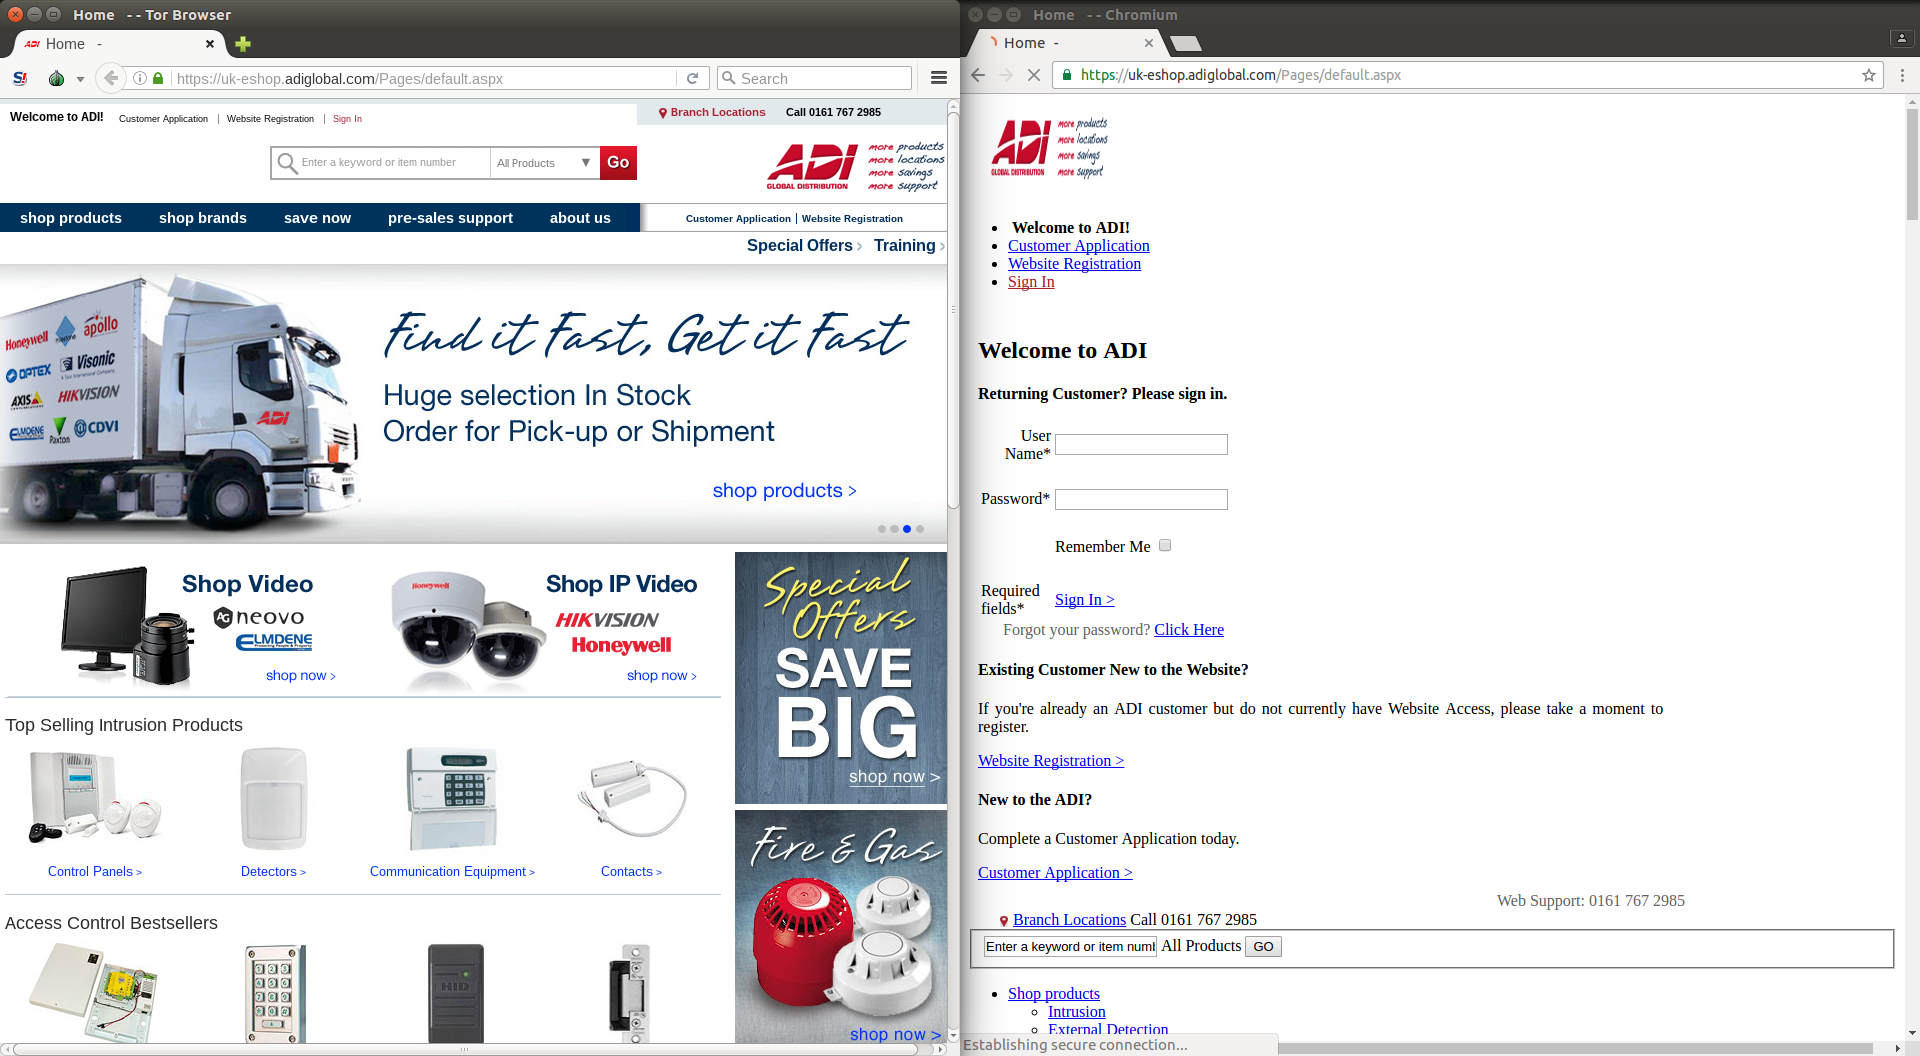 Home - - Tor Browser
Home -
https://uk-eshop.adiglobal.com/Pages/default.aspx
Search
Welcome to ADI!
Customer Application | Website Registration | Sign In
Branch Locations
Call 0161 767 2985
Enter a keyword or item number
All Products
Go
ADI
GLOBAL DISTRIBUTION
more products
more locations
more savings
more support
shop products
shop brands
save now
pre-sales support
about us
Customer Application | Website Registration
Special Offers >
Training >
Honeywell
milestone
apollo
OPTEX
Visonic
AXIS
HIKVISION
ELMDENE
Paxton
CDVI
ADI
Find it Fast, Get it Fast
Huge selection In Stock
Order for Pick-up or Shipment
shop products >
Shop Video
AG neovo
ELMDENE
Protecting People & Property
shop now >
Honeywell
Shop IP Video
HIKVISION
Honeywell
shop now >
Special
Offers
SAVE
BIG
shop now >
Top Selling Intrusion Products
Control Panels >
Detectors >
Communication Equipment >
Contacts >
Fire & Gas
shop now >
Access Control Bestsellers
HID
Home - - Chromium
Home -
https://uk-eshop.adiglobal.com/Pages/default.aspx
ADI
GLOBAL DISTRIBUTION
more products
more locations
more savings
more support
Welcome to ADI!
Customer Application
Website Registration
Sign In
Welcome to ADI
Returning Customer? Please sign in.
User
Name*
Password*
Remember Me
Required
fields*
Sign In >
Forgot your password? Click Here
Existing Customer New to the Website?
If you're already an ADI customer but do not currently have Website Access, please take a moment to
register.
Website Registration >
New to the ADI?
Complete a Customer Application today.
Customer Application >
Web Support: 0161 767 2985
Branch Locations Call 0161 767 2985
Enter a keyword or item numb
All Products
GO
Shop products
Intrusion
External Detection
Establishing secure connection...